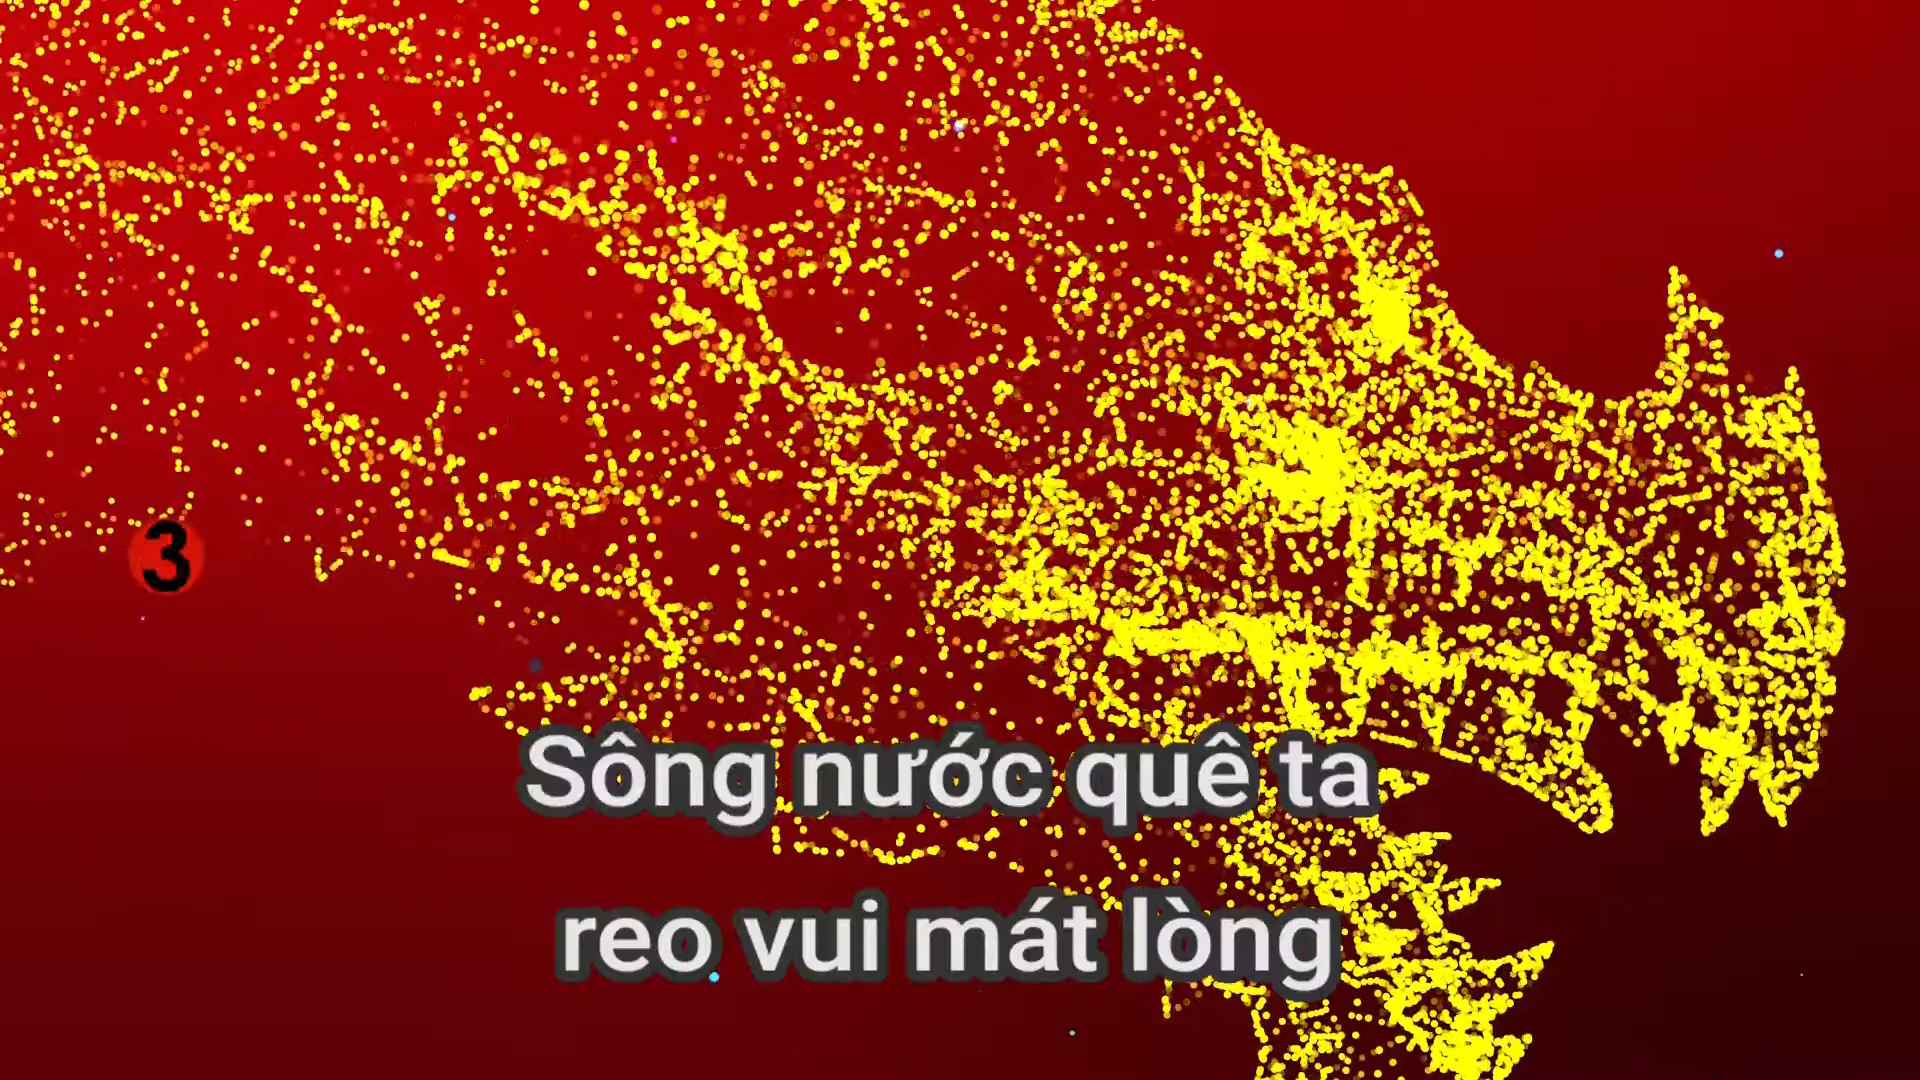 3
Sông nước quê ta
reo vui mát lòng